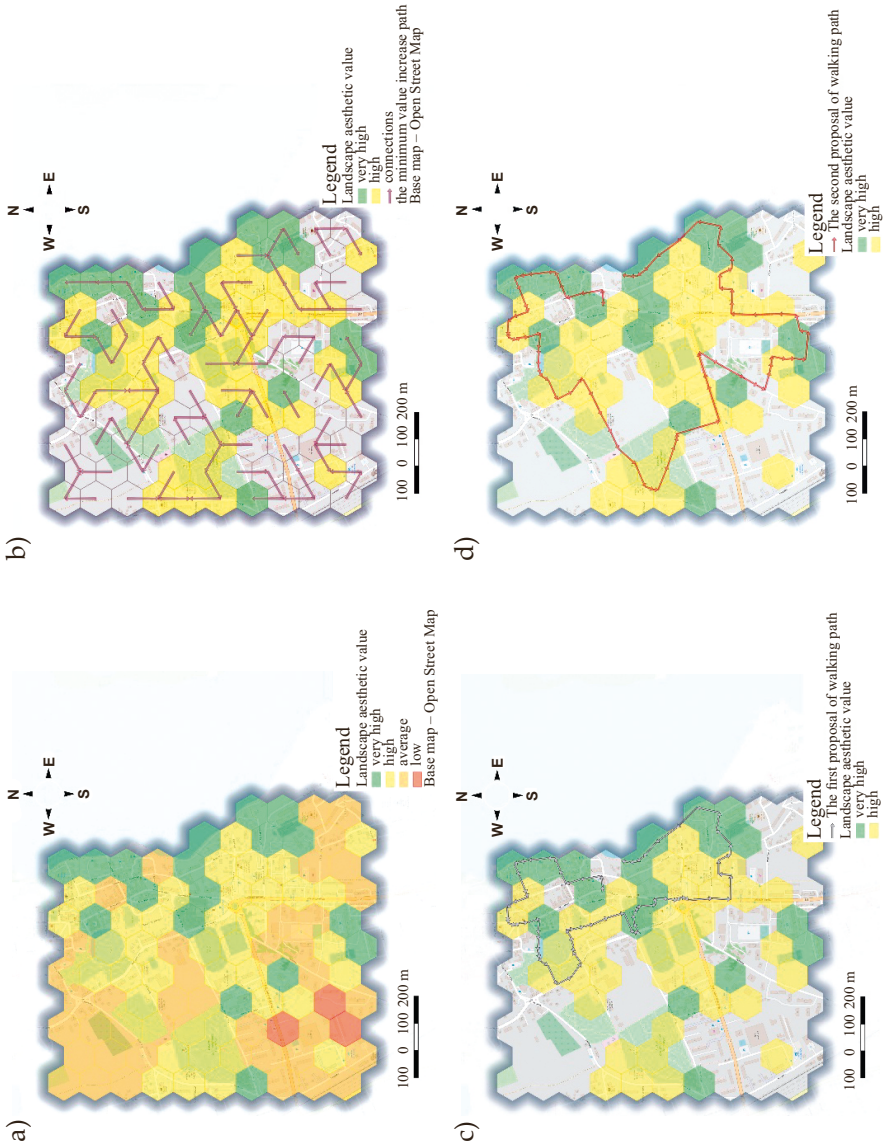 a)
N
W E
S
Legend
Landscape aesthetic value
very high
high
average
low
Base map – Open Street Map
100 0 100 200 m
b)
N
W E
S
Legend
Landscape aesthetic value
very high
high
connections
the minimum value increase path
Base map – Open Street Map
100 0 100 200 m
c)
N
W E
S
Legend
The first proposal of walking path
Landscape aesthetic value
very high
high
100 0 100 200 m
d)
N
W E
S
Legend
The second proposal of walking path
Landscape aesthetic value
very high
high
100 0 100 200 m